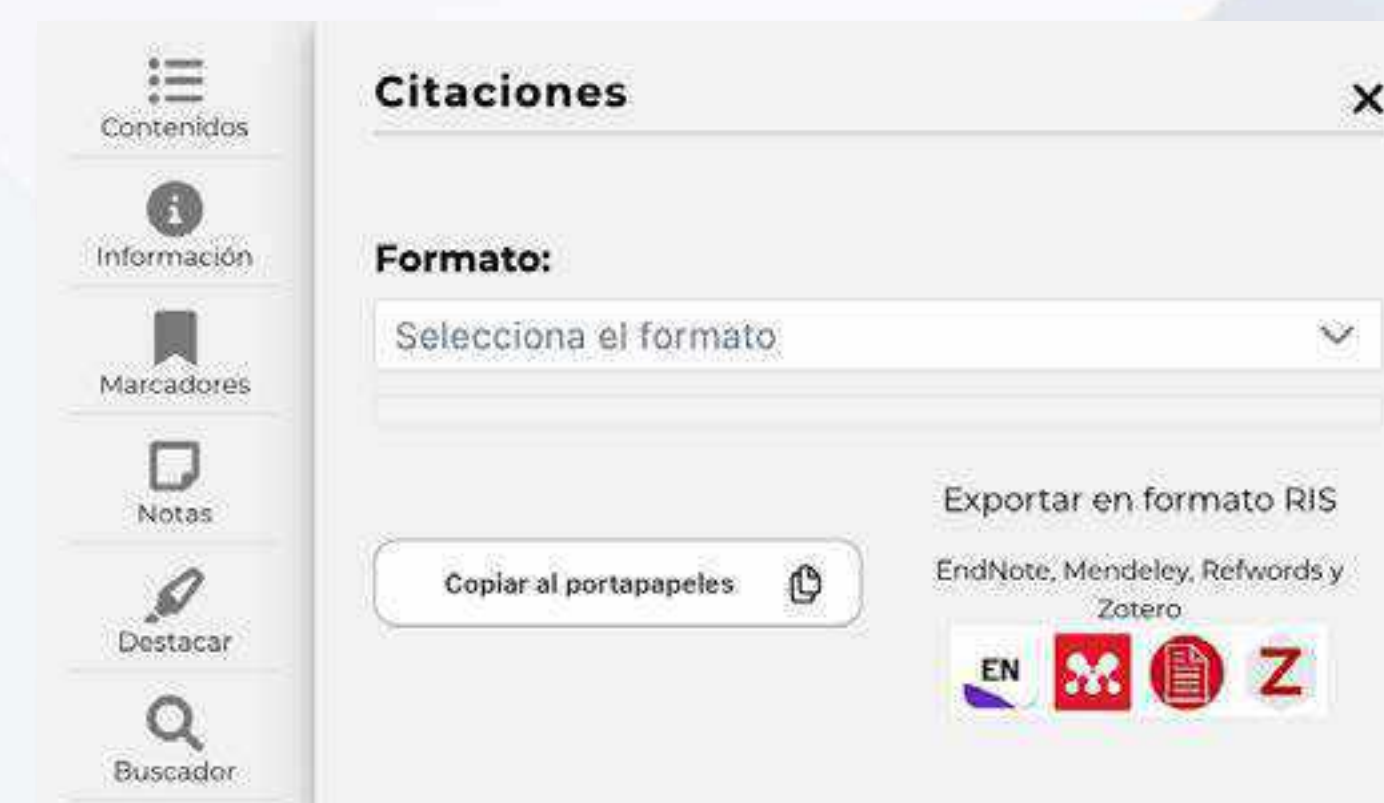 Contenidos
Información
Marcadores
Notas
Destacar
Buscador
Citaciones
Formato:
Selecciona el formato
Copiar al portapapeles
Exportar en formato RIS
EndNote, Mendeley, Refwords y
Zotero
EN
Z